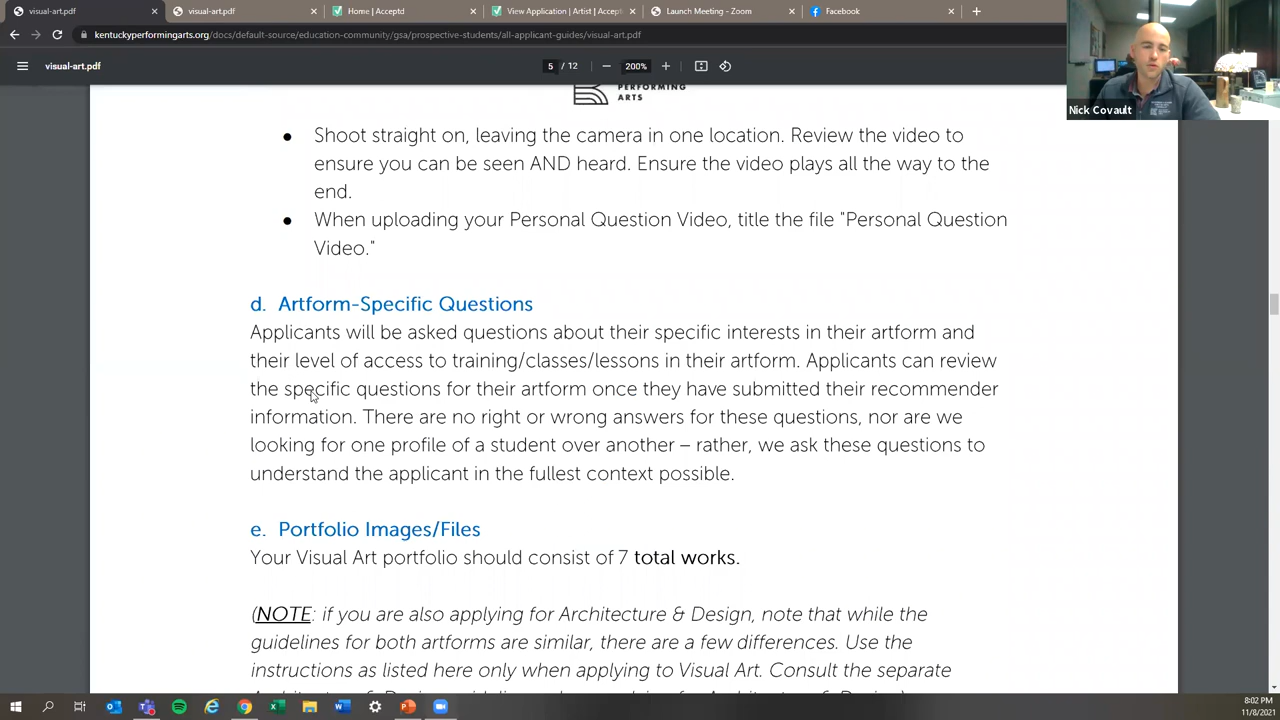 visual-art.pdf
visual-art.pdf
Home | Acceptd
View Application | Artist | Accept
Launch Meeting - Zoom
Facebook
kentuckyperformingarts.org/docs/default-source/education-community/gsa/prospective-students/all-applicant-guides/visual-art.pdf
visual-art.pdf
5 / 12
200%
Nick Covault
PERFORMING
ARTS
● Shoot straight on, leaving the camera in one location. Review the video to
ensure you can be seen AND heard. Ensure the video plays all the way to the
end.
● When uploading your Personal Question Video, title the file "Personal Question
Video."
d. Artform-Specific Questions
Applicants will be asked questions about their specific interests in their artform and
their level of access to training/classes/lessons in their artform. Applicants can review
the specific questions for their artform once they have submitted their recommender
information. There are no right or wrong answers for these questions, nor are we
looking for one profile of a student over another – rather, we ask these questions to
understand the applicant in the fullest context possible.
e. Portfolio Images/Files
Your Visual Art portfolio should consist of 7 total works.
(NOTE: if you are also applying for Architecture & Design, note that while the
guidelines for both artforms are similar, there are a few differences. Use the
instructions as listed here only when applying to Visual Art. Consult the separate
8:02 PM
11/8/2021